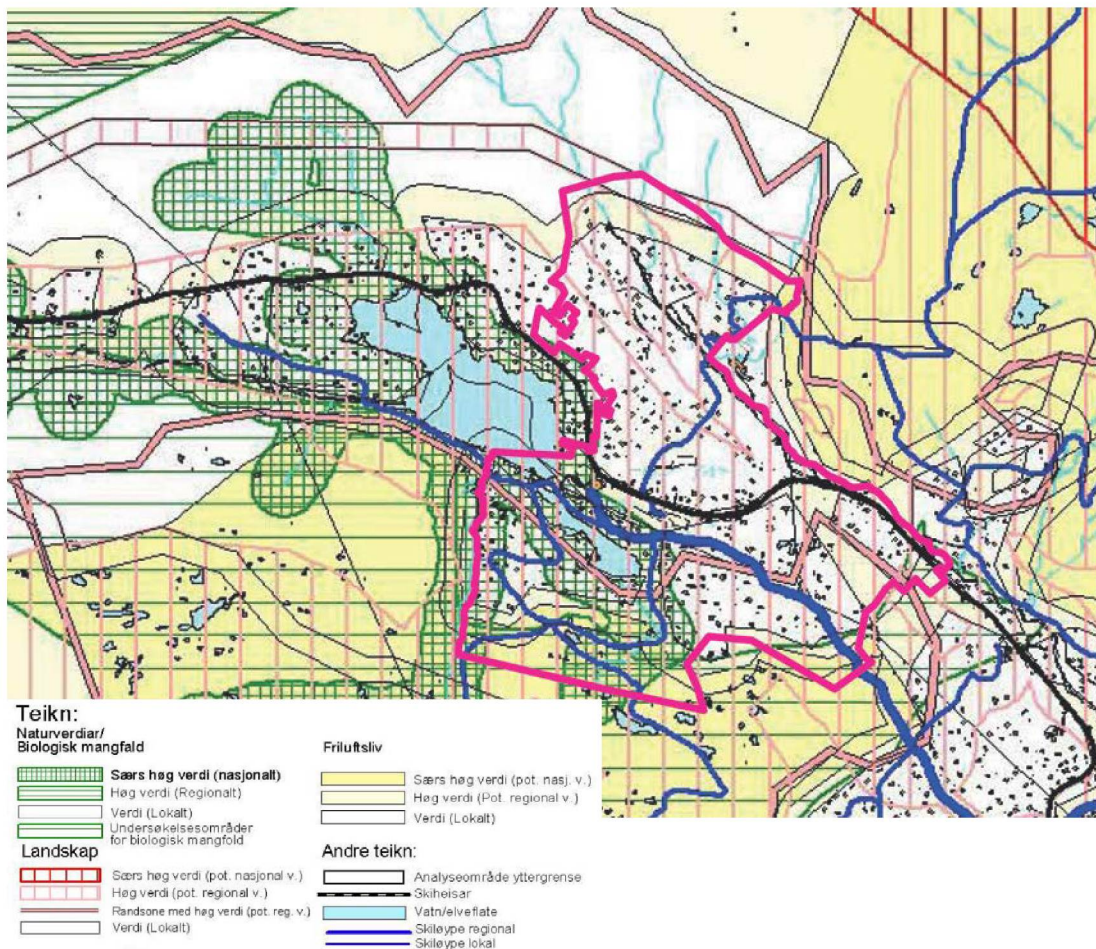 Teikn:
Naturverdiar/
Biologisk mangfald
Særs høg verdi (nasjonalt)
Høg verdi (Regionalt)
Verdi (Lokalt)
Undersøkelsesområder
for biologisk mangfold
Landskap
Særs høg verdi (pot. nasjonal v.)
Høg verdi (pot. regional v.)
Randsone med høg verdi (pot. reg. v.)
Verdi (Lokalt)
Friluftsliv
Særs høg verdi (pot. nasj. v.)
Høg verdi (Pot. regional v.)
Verdi (Lokalt)
Andre teikn:
Analyseområde yttergrense
Skiheisar
Vatn/elveflate
Skiløype regional
Skiløype lokal